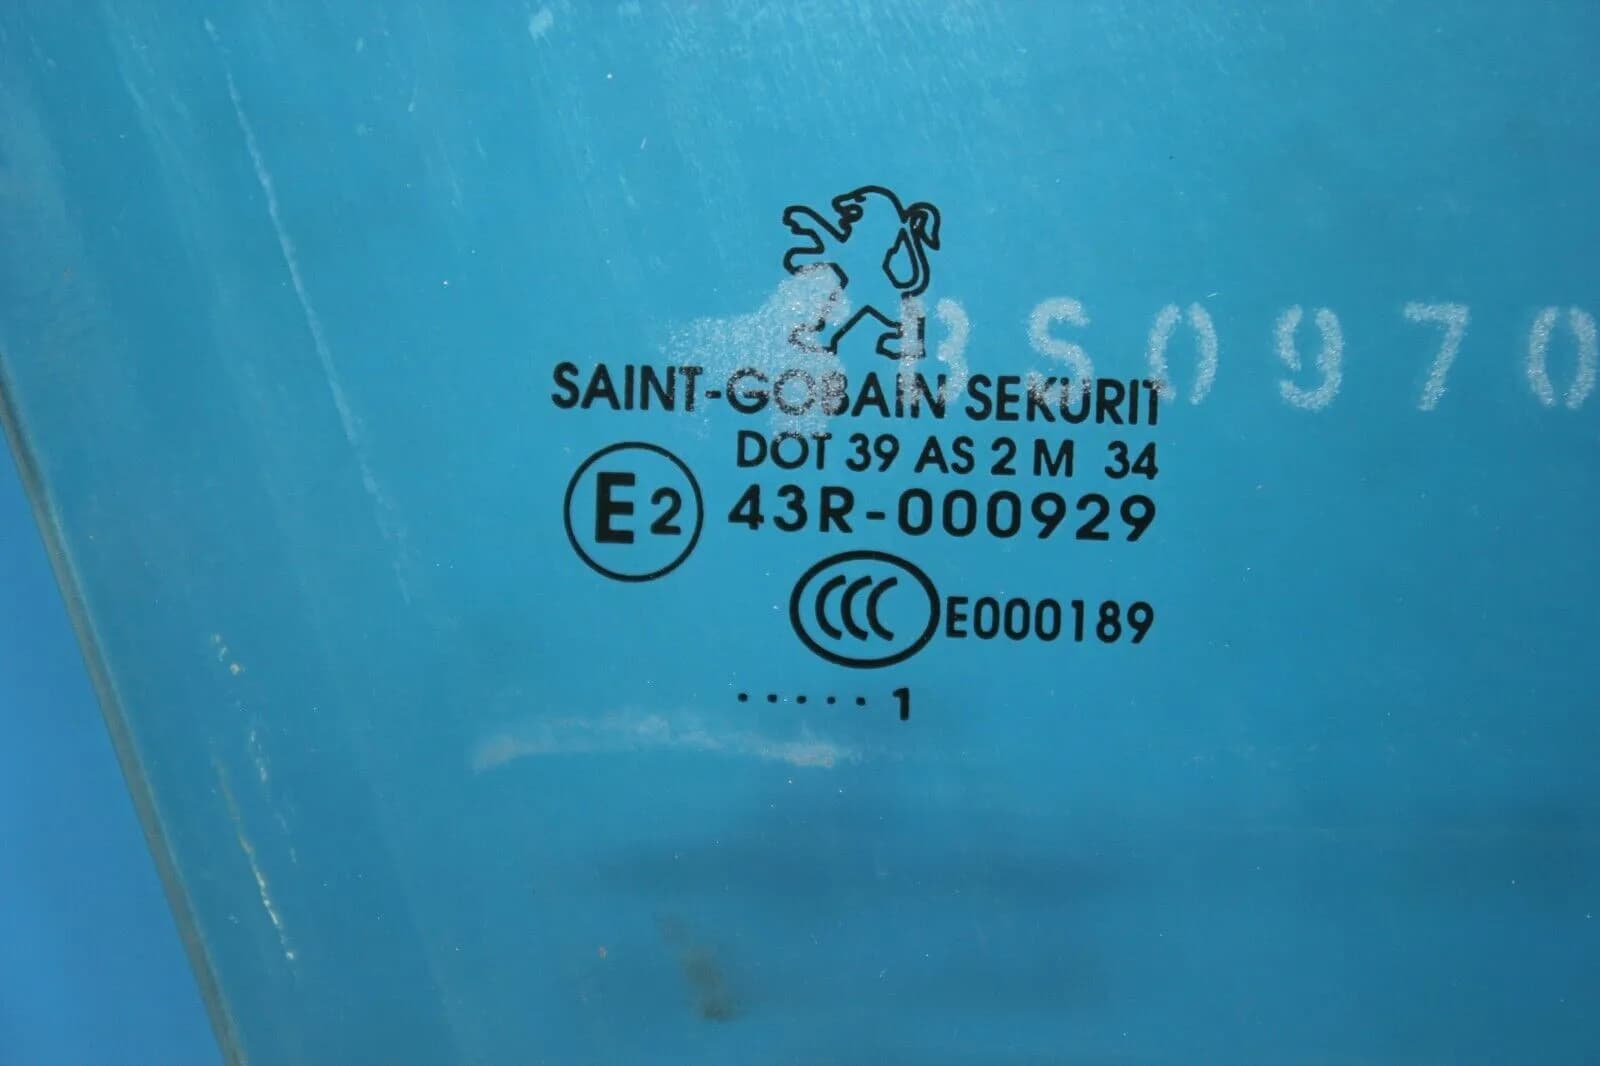 BS0970
SAINT-GOBAIN SEKURIT
DOT 39 AS 2 M 34
E2 43R-000929
CCC E000189
.....1